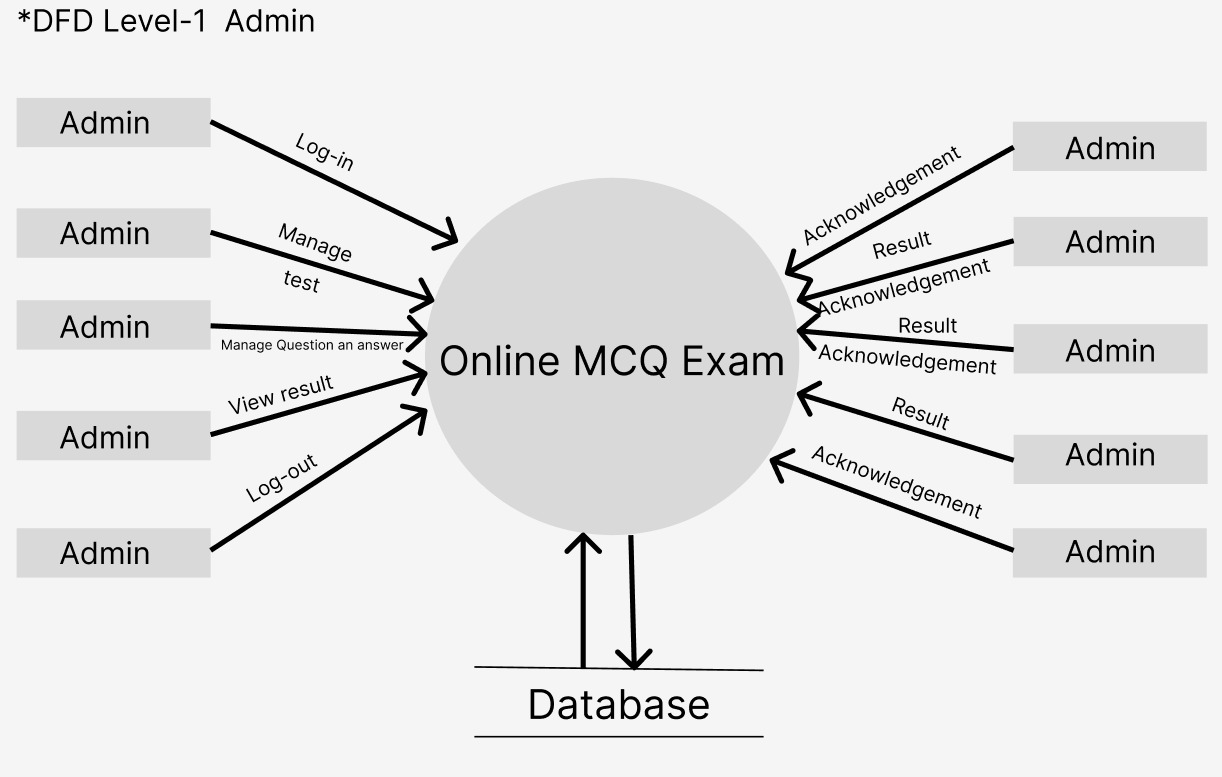 *DFD Level-1  Admin
Admin
Log-in
Admin
Manage
test
Admin
Manage Question an answer
Admin
View result
Admin
Log-out
Online MCQ Exam
Admin
Acknowledgement
Admin
Result
Acknowledgement
Admin
Result
Acknowledgement
Admin
Result
Admin
Acknowledgement
Database